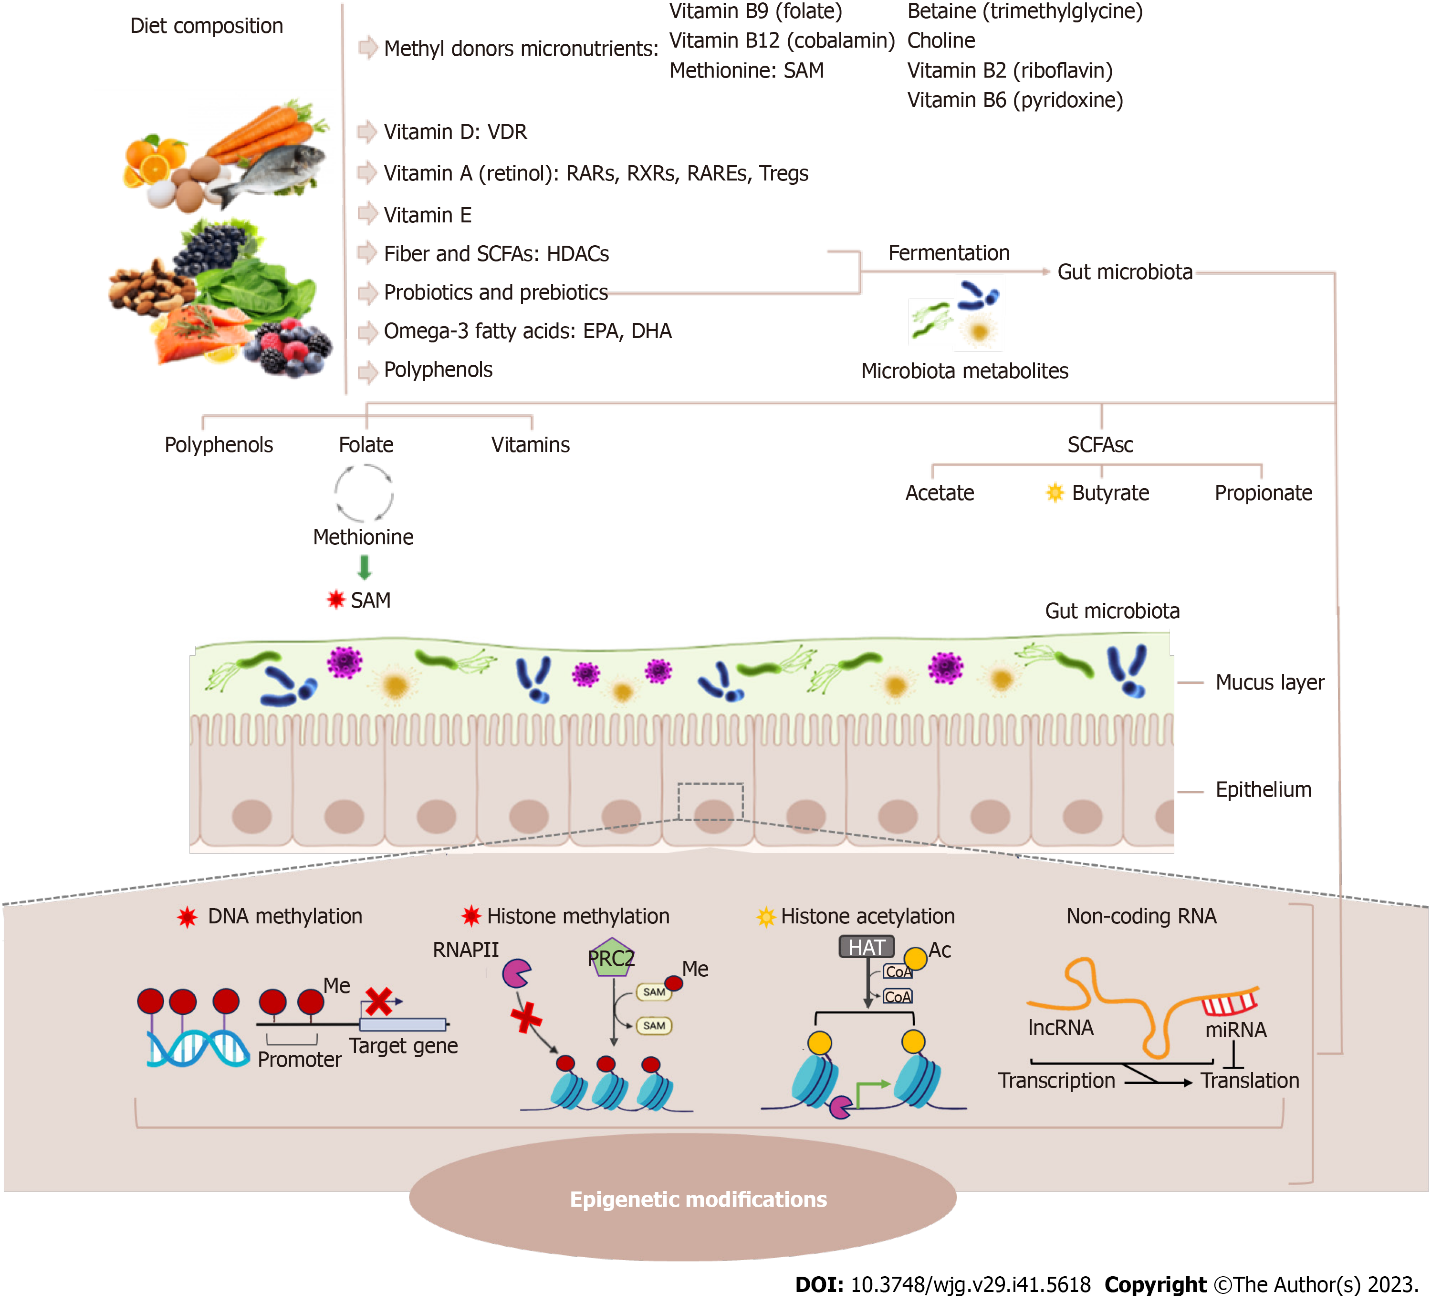 Diet composition
Methyl donors micronutrients:
Vitamin B9 (folate)
Vitamin B12 (cobalamin)
Methionine: SAM
Betaine (trimethylglycine)
Choline
Vitamin B2 (riboflavin)
Vitamin B6 (pyridoxine)
Vitamin D: VDR
Vitamin A (retinol): RARs, RXRs, RAREs, Tregs
Vitamin E
Fiber and SCFAs: HDACs
Probiotics and prebiotics
Omega-3 fatty acids: EPA, DHA
Polyphenols
Fermentation
Gut microbiota
Microbiota metabolites
Polyphenols
Folate
Vitamins
SCFAsc
Acetate
Butyrate
Propionate
Methionine
SAM
Gut microbiota
Mucus layer
Epithelium
DNA methylation
Me
Promoter
Target gene
Histone methylation
RNAPII
PRC2
Me
SAM
SAM
Histone acetylation
HAT
Ac
CoA
CoA
Non-coding RNA
lncRNA
miRNA
Transcription
Translation
Epigenetic modifications
DOI: 10.3748/wjg.v29.i41.5618 Copyright ©The Author(s) 2023.